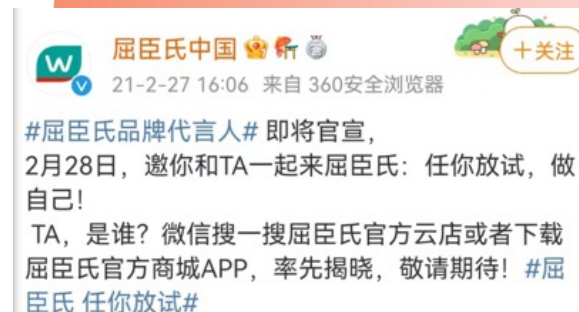 屈臣氏中国
+关注
21-2-27 16:06 来自 360安全浏览器
#屈臣氏品牌代言人# 即将官宣，
2月28日，邀你和TA一起来屈臣氏：任你放试，做
自己！
TA，是谁？微信搜一搜屈臣氏官方云店或者下载
屈臣氏官方商城APP，率先揭晓，敬请期待！#屈
臣氏 任你放试#